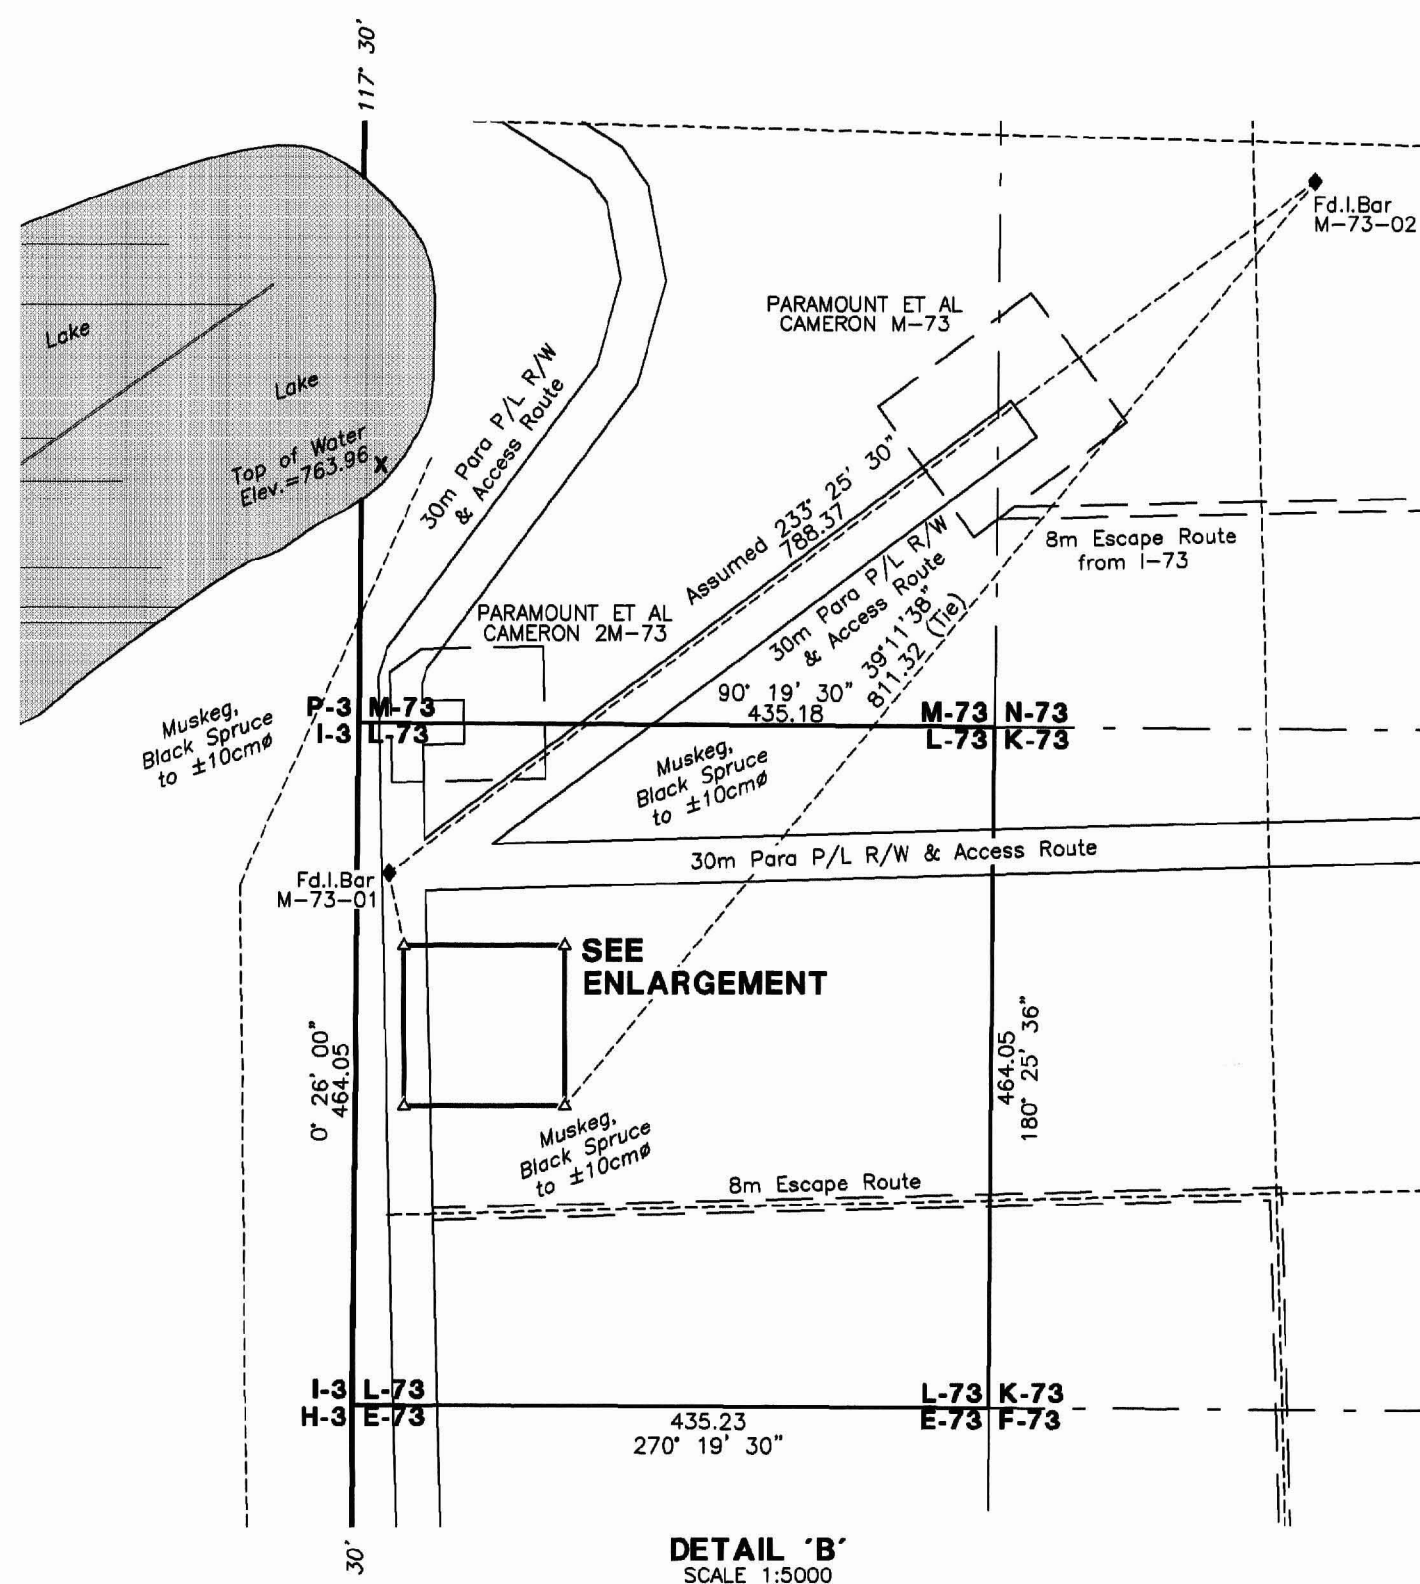 117° 30'
Fd.I.Bar
M-73-02
PARAMOUNT ET AL
CAMERON M-73
Lake
Lake
Top of Water
Elev.=763.96 x
30m Para P/L R/W
& Access Route
Assumed 233° 25' 30"
788.37
8m Escape Route
from I-73
30m Para P/L R/W
& Access Route
39°11'38"
811.32 (Tie)
PARAMOUNT ET AL
CAMERON 2M-73
90° 19' 30"
435.18
P-3 M-73
I-3 L-73
M-73 N-73
L-73 K-73
Muskeg,
Black Spruce
to ±10cmø
Muskeg,
Black Spruce
to ±10cmø
30m Para P/L R/W & Access Route
Fd.I.Bar
M-73-01
SEE
ENLARGEMENT
0° 26' 00"
464.05
464.05
180° 25' 36"
Muskeg,
Black Spruce
to ±10cmø
8m Escape Route
I-3 L-73
H-3 E-73
L-73 K-73
E-73 F-73
435.23
270° 19' 30"
30"
DETAIL 'B'
SCALE 1:5000